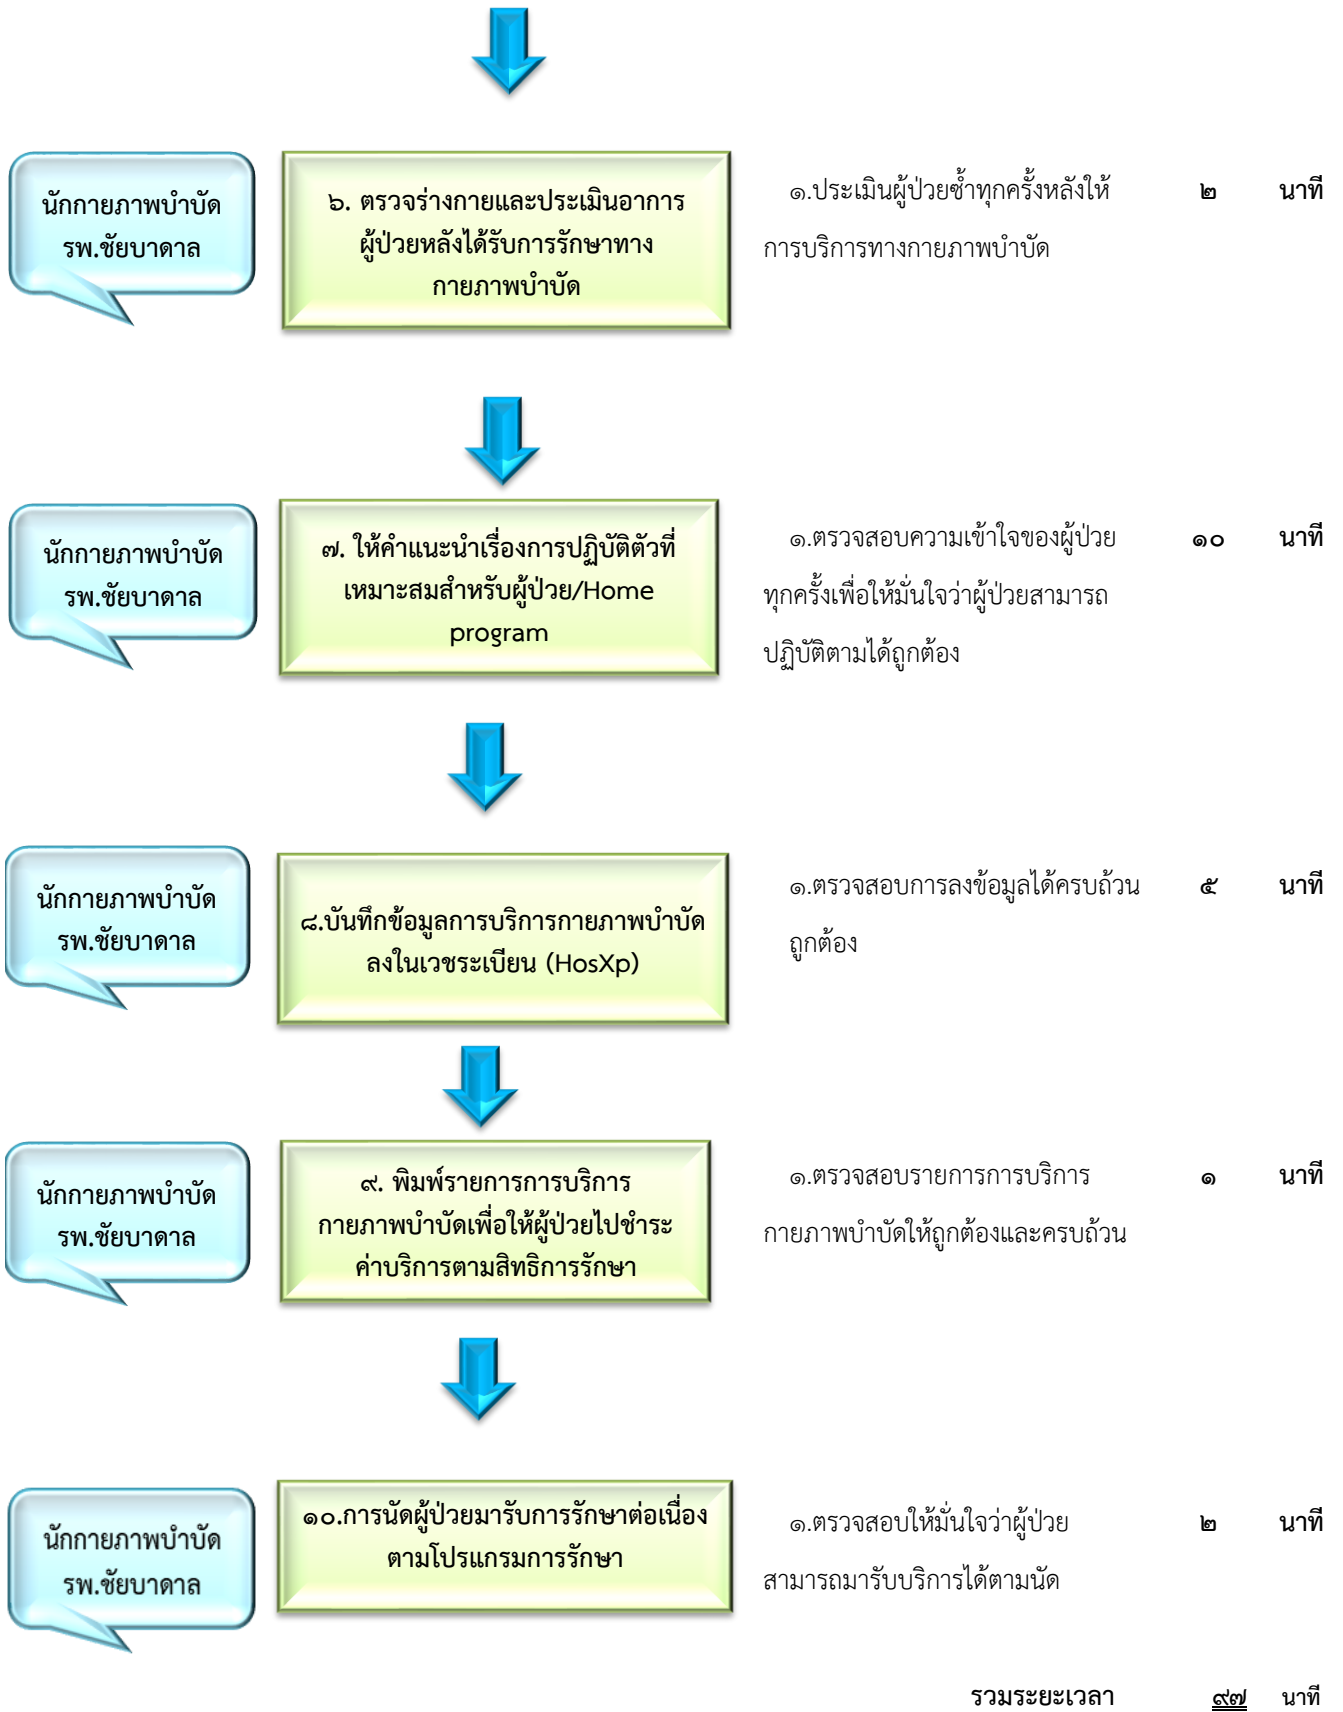 นักกายภาพบำบัด
รพ.ชัยบาดาล
๖. ตรวจร่างกายและประเมินอาการ
ผู้ป่วยหลังได้รับการรักษาทาง
กายภาพบำบัด
๑.ประเมินผู้ป่วยซ้ำทุกครั้งหลังให้ ๒ นาที
การบริการทางกายภาพบำบัด
นักกายภาพบำบัด
รพ.ชัยบาดาล
๗. ให้คำแนะนำเรื่องการปฏิบัติตัวที่
เหมาะสมสำหรับผู้ป่วย/Home
program
๑.ตรวจสอบความเข้าใจของผู้ป่วย ๑๐ นาที
ทุกครั้งเพื่อให้มั่นใจว่าผู้ป่วยสามารถ
ปฏิบัติตามได้ถูกต้อง
นักกายภาพบำบัด
รพ.ชัยบาดาล
๘.บันทึกข้อมูลการบริการกายภาพบำบัด
ลงในเวชระเบียน (HosXp)
๑.ตรวจสอบการลงข้อมูลได้ครบถ้วน ๕ นาที
ถูกต้อง
นักกายภาพบำบัด
รพ.ชัยบาดาล
๙. พิมพ์รายการการบริการ
กายภาพบำบัดเพื่อให้ผู้ป่วยไปชำระ
ค่าบริการตามสิทธิการรักษา
๑.ตรวจสอบรายการการบริการ ๑ นาที
กายภาพบำบัดให้ถูกต้องและครบถ้วน
นักกายภาพบำบัด
รพ.ชัยบาดาล
๑๐.การนัดผู้ป่วยมารับการรักษาต่อเนื่อง
ตามโปรแกรมการรักษา
๑.ตรวจสอบให้มั่นใจว่าผู้ป่วย ๒ นาที
สามารถมารับบริการได้ตามนัด
รวมระยะเวลา ๙๗ นาที